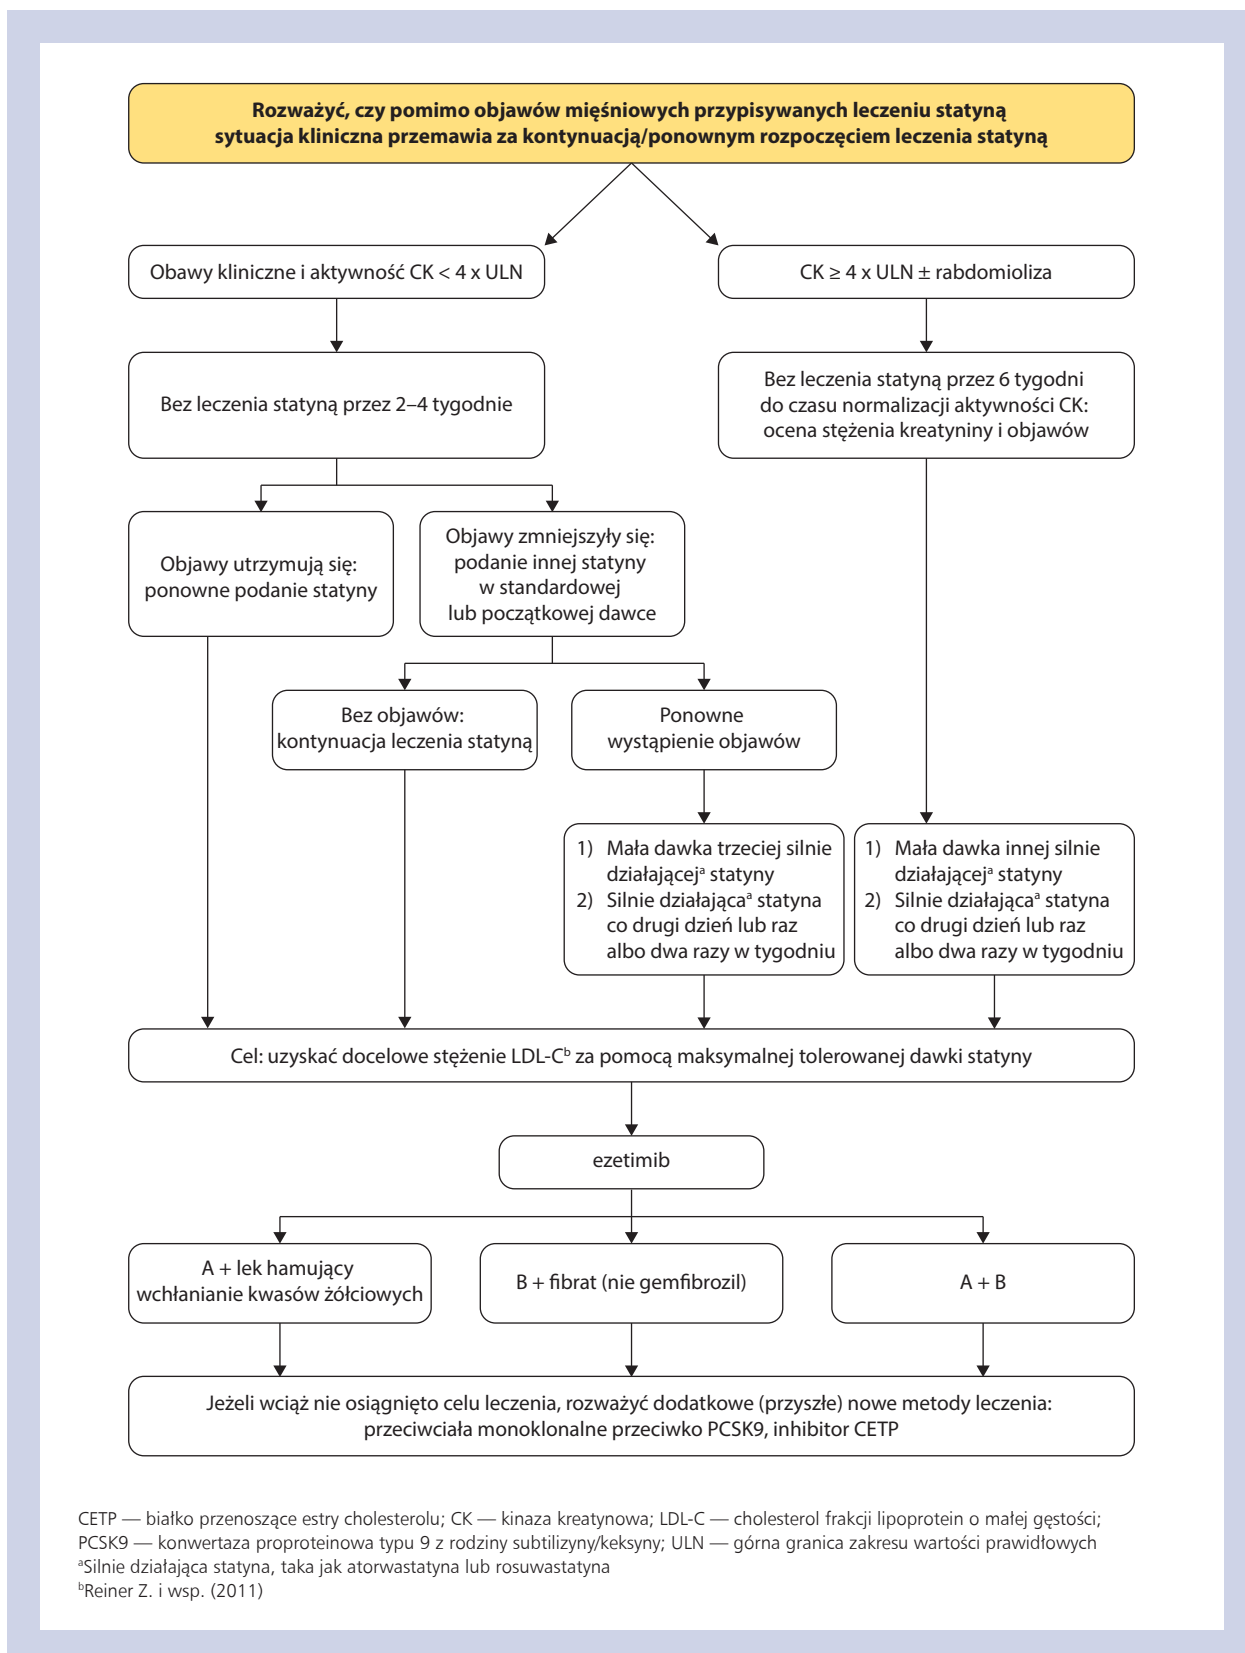 Rozważyć, czy pomimo objawów mięśniowych przypisywanych leczeniu statyną
sytuacja kliniczna przemawia za kontynuacją/ponownym rozpoczęciem leczenia statyną
Obawy kliniczne i aktywność CK < 4 x ULN
CK ≥ 4 x ULN ± rabdomioliza
Bez leczenia statyną przez 2–4 tygodnie
Bez leczenia statyną przez 6 tygodni
do czasu normalizacji aktywności CK:
ocena stężenia kreatyniny i objawów
Objawy utrzymują się:
ponowne podanie statyny
Objawy zmniejszyły się:
podanie innej statyny
w standardowej
lub początkowej dawce
Bez objawów:
kontynuacja leczenia statyną
Ponowne
wystąpienie objawów
1) Mała dawka trzeciej silnie
działającejᵃ statyny
2) Silnie działającaᵃ statyna
co drugi dzień lub raz
albo dwa razy w tygodniu
1) Mała dawka innej silnie
działającejᵃ statyny
2) Silnie działającaᵃ statyna
co drugi dzień lub raz
albo dwa razy w tygodniu
Cel: uzyskać docelowe stężenie LDL-Cᵇ za pomocą maksymalnej tolerowanej dawki statyny
ezetimib
A + lek hamujący
wchłanianie kwasów żółciowych
B + fibrat (nie gemfibrozil)
A + B
Jeżeli wciąż nie osiągnięto celu leczenia, rozważyć dodatkowe (przyszłe) nowe metody leczenia:
przeciwciała monoklonalne przeciwko PCSK9, inhibitor CETP
CETP — białko przenoszące estry cholesterolu; CK — kinaza kreatynowa; LDL-C — cholesterol frakcji lipoprotein o małej gęstości;
PCSK9 — konwertaza proproteinowa typu 9 z rodziny subtilizyny/keksyny; ULN — górna granica zakresu wartości prawidłowych
ᵃSilnie działająca statyna, taka jak atorwastatyna lub rosuwastatyna
ᵇReiner Z. i wsp. (2011)